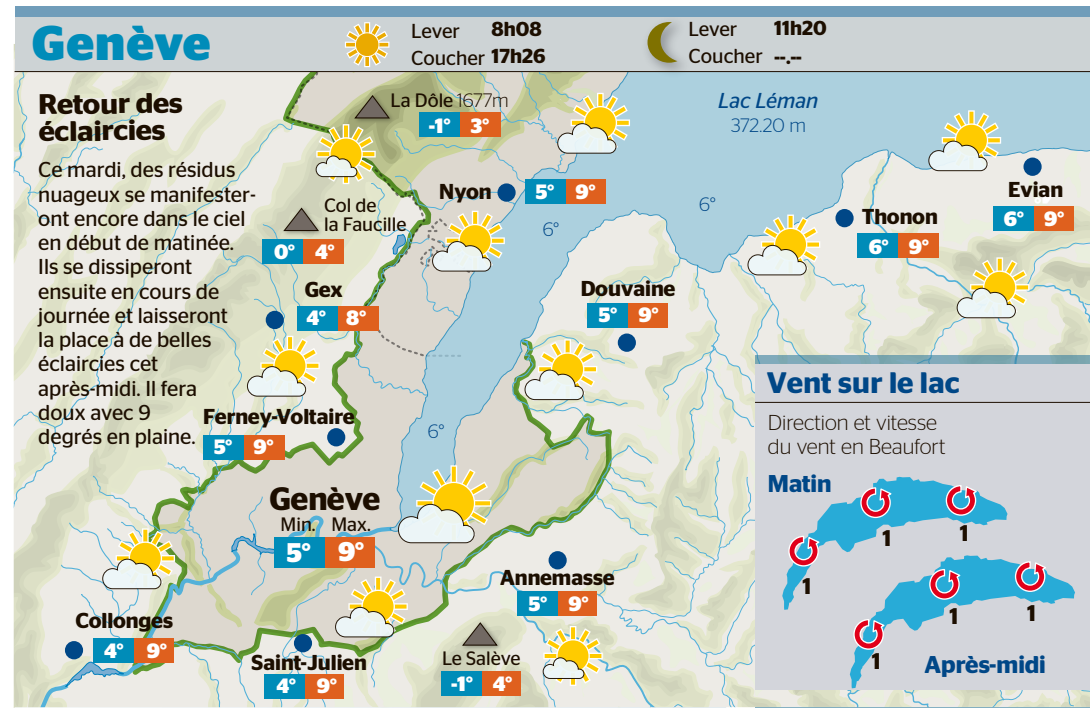 Genève
Lever 8h08
Coucher 17h26
Lever 11h20
Coucher --.--
Retour des
éclaircies
Ce mardi, des résidus
nuageux se manifester-
ont encore dans le ciel
en début de matinée.
Ils se dissiperont
ensuite en cours de
journée et laisseront
la place à de belles
éclaircies cet
après-midi. Il fera
doux avec 9
degrés en plaine.
La Dôle 1677m
-1° 3°
Lac Léman
372.20 m
Nyon 5° 9°
Col de
la Faucille
0° 4°
6°
6°
Evian
6° 9°
Thonon
6° 9°
Gex
4° 8°
Douvaine
5° 9°
Ferney-Voltaire
5° 9°
6°
Genève
Min. Max.
5° 9°
Annemasse
5° 9°
Collonges
4° 9°
Saint-Julien
4° 9°
Le Salève
-1° 4°
Vent sur le lac
Direction et vitesse
du vent en Beaufort
Matin
1
1
1
1
1
1
Après-midi